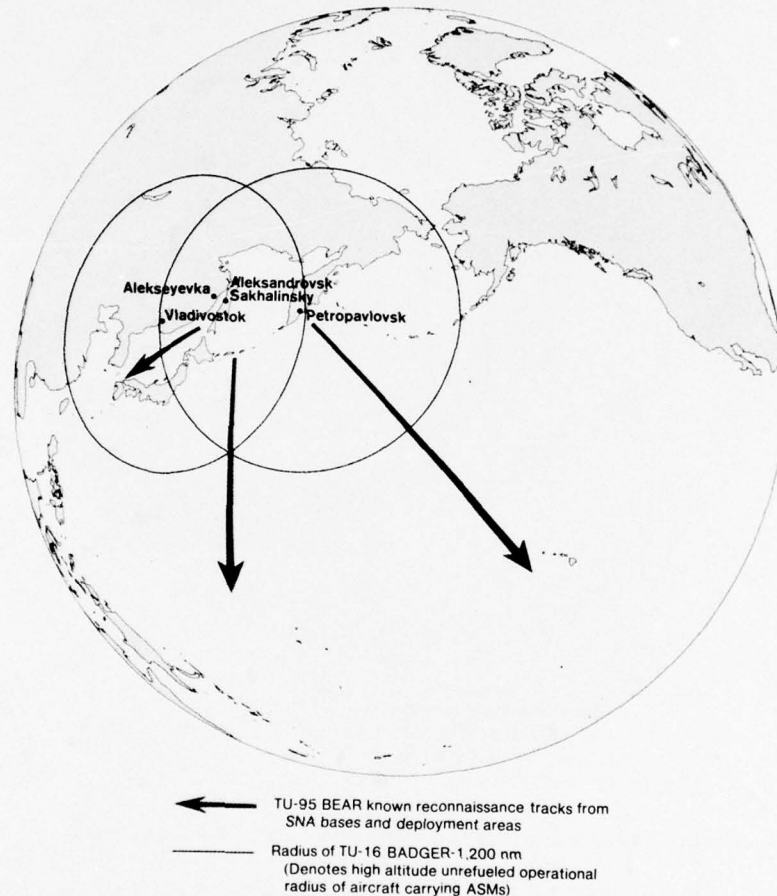 Alekseyevka
Aleksandrovsk
Sakhalinsky
Vladivostok
Petropavlovsk
TU-95 BEAR known reconnaissance tracks from
SNA bases and deployment areas
Radius of TU-16 BADGER-1,200 nm
(Denotes high altitude unrefueled operational
radius of aircraft carrying ASMs)